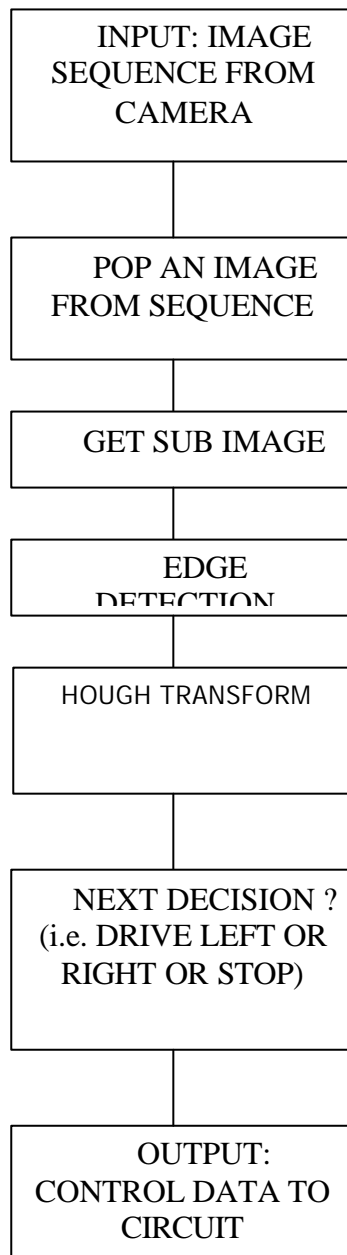 INPUT: IMAGE
SEQUENCE FROM
CAMERA
POP AN IMAGE
FROM SEQUENCE
GET SUB IMAGE
EDGE
DETECTION
HOUGH TRANSFORM
NEXT DECISION ?
(i.e. DRIVE LEFT OR
RIGHT OR STOP)
OUTPUT:
CONTROL DATA TO
CIRCUIT